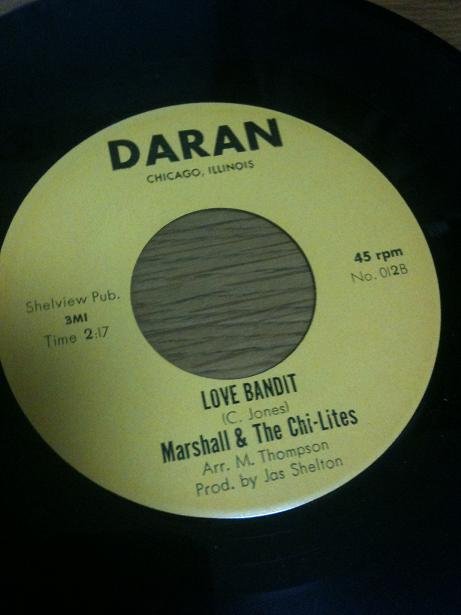 DARAN
CHICAGO, ILLINOIS
45 rpm
No. 012B
Shelview Pub.
3MI
Time 2:17
LOVE BANDIT
(C. Jones)
Marshall & The Chi-Lites
Arr. M. Thompson
Prod. by Jas Shelton